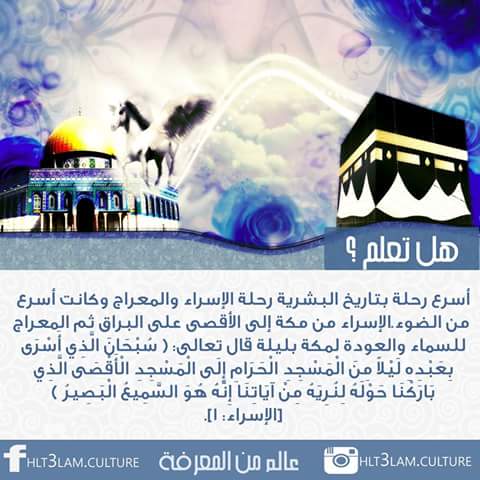 هل تعلم ؟
أسرع رحلة بتاريخ البشرية رحلة الإسراء والمعراج وكانت أسرع
من الضوء.الإسراء من مكة إلى الأقصى على البراق ثم المعراج
للسماء والعودة لمكة بليلة قال تعالى: ( سُبْحَانَ الَّذِي أَسْرَى
بِعَبْدِهِ لَيْلًا مِنَ الْمَسْجِدِ الْحَرَامِ إِلَى الْمَسْجِدِ الْأَقْصَى الَّذِي
بَارَكْنَا حَوْلَهُ لِنُرِيَهُ مِنْ آيَاتِنَا إِنَّهُ هُوَ السَّمِيعُ الْبَصِيرُ )
[الإسراء: 1].
HLT3LAM.CULTURE عالم من المعرفة HLT3LAM.CULTURE